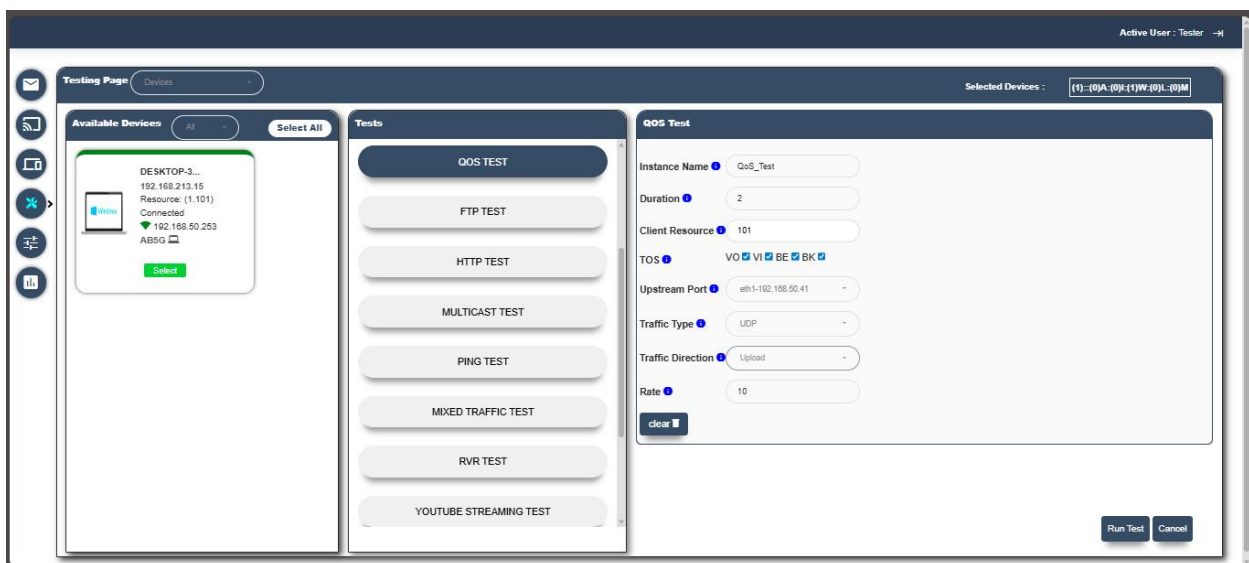 Active User : Tester
Testing Page
Devices
Selected Devices :
(1)::(0)A:(0)I:(1)W:(0)L:(0)M
Available Devices
All
Select All
DESKTOP-3...
192.168.213.15
Resource: (1.101)
Connected
192.168.50.253
AB5G
Windows
Select
Tests
QOS TEST
FTP TEST
HTTP TEST
MULTICAST TEST
PING TEST
MIXED TRAFFIC TEST
RVR TEST
YOUTUBE STREAMING TEST
QOS Test
Instance Name
QoS_Test
Duration
2
Client Resource
101
TOS
VO VI BE BK
Upstream Port
eth1-192.168.50.41
Traffic Type
UDP
Traffic Direction
Upload
Rate
10
clear
Run Test
Cancel